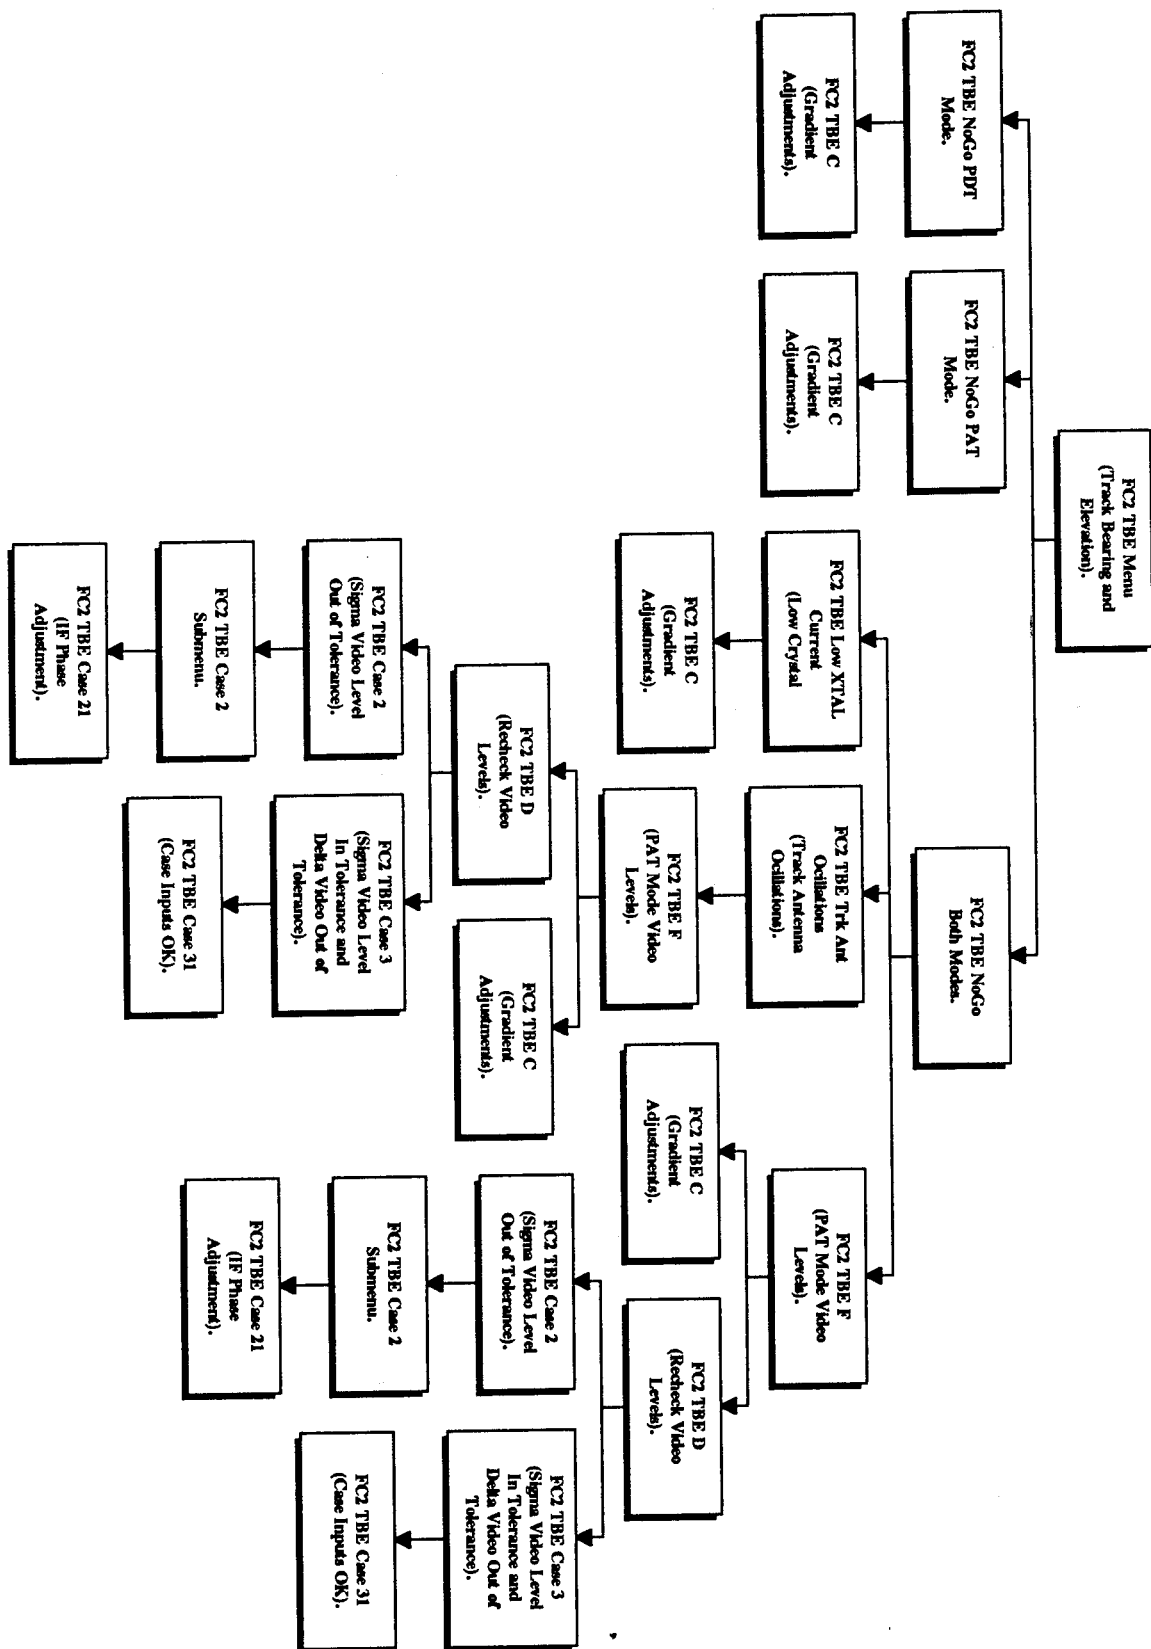 FC2 TBE Menu
(Track Bearing and
Elevation).
FC2 TBE NoGo PDT
Mode.
FC2 TBE NoGo PAT
Mode.
FC2 TBE NoGo
Both Modes.
FC2 TBE C
(Gradient
Adjustments).
FC2 TBE C
(Gradient
Adjustments).
FC2 TBE Low XTAL
Current
(Low Crystal
FC2 TBE Trk Ant
Ocillations
(Track Antenna
Ocillations).
FC2 TBE F
(PAT Mode Video
Levels).
FC2 TBE C
(Gradient
Adjustments).
FC2 TBE F
(PAT Mode Video
Levels).
FC2 TBE C
(Gradient
Adjustments).
FC2 TBE D
(Recheck Video
Levels).
FC2 TBE D
(Recheck Video
Levels).
FC2 TBE C
(Gradient
Adjustments).
FC2 TBE Case 2
(Sigma Video Level
Out of Tolerance).
FC2 TBE Case 3
(Sigma Video Level
In Tolerance and
Delta Video Out of
Tolerance).
FC2 TBE Case 2
(Sigma Video Level
Out of Tolerance).
FC2 TBE Case 3
(Sigma Video Level
In Tolerance and
Delta Video Out of
Tolerance).
FC2 TBE Case 2
Submenu.
FC2 TBE Case 31
(Case Inputs OK).
FC2 TBE Case 2
Submenu.
FC2 TBE Case 31
(Case Inputs OK).
FC2 TBE Case 21
(IF Phase
Adjustment).
FC2 TBE Case 21
(IF Phase
Adjustment).